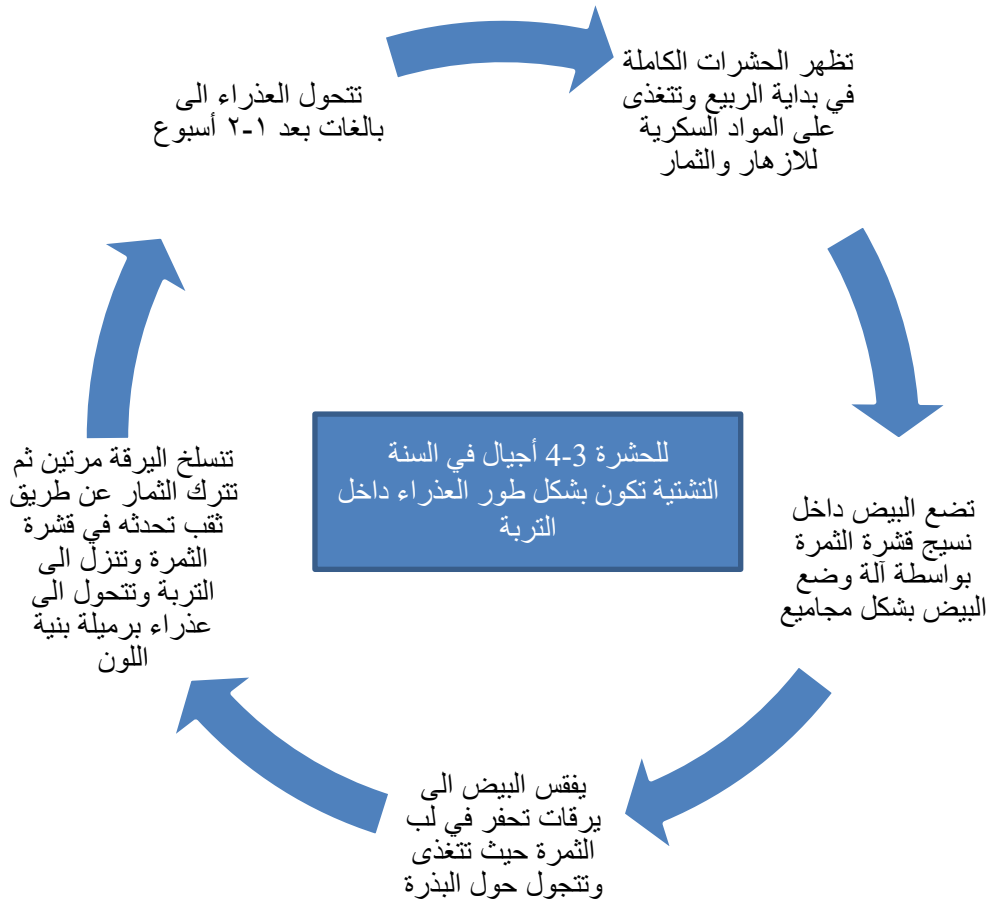 تظهر الحشرات الكاملة
في بداية الربيع وتتغذى
على المواد السكرية
للازهار والثمار
تضع البيض داخل
نسيج قشرة الثمرة
بواسطة آلة وضع
البيض بشكل مجاميع
يفقس البيض الى
يرقات تحفر في لب
الثمرة حيث تتغذى
وتتجول حول البذرة
تنسلخ اليرقة مرتين ثم
تترك الثمار عن طريق
ثقب تحدثه في قشرة
الثمرة وتنزل الى
التربة وتتحول الى
عذراء برميلة بنية
اللون
تتحول العذراء الى
بالغات بعد ١-٢ أسبوع
للحشرة 3-4 أجيال في السنة
التشتية تكون بشكل طور العذراء داخل
التربة